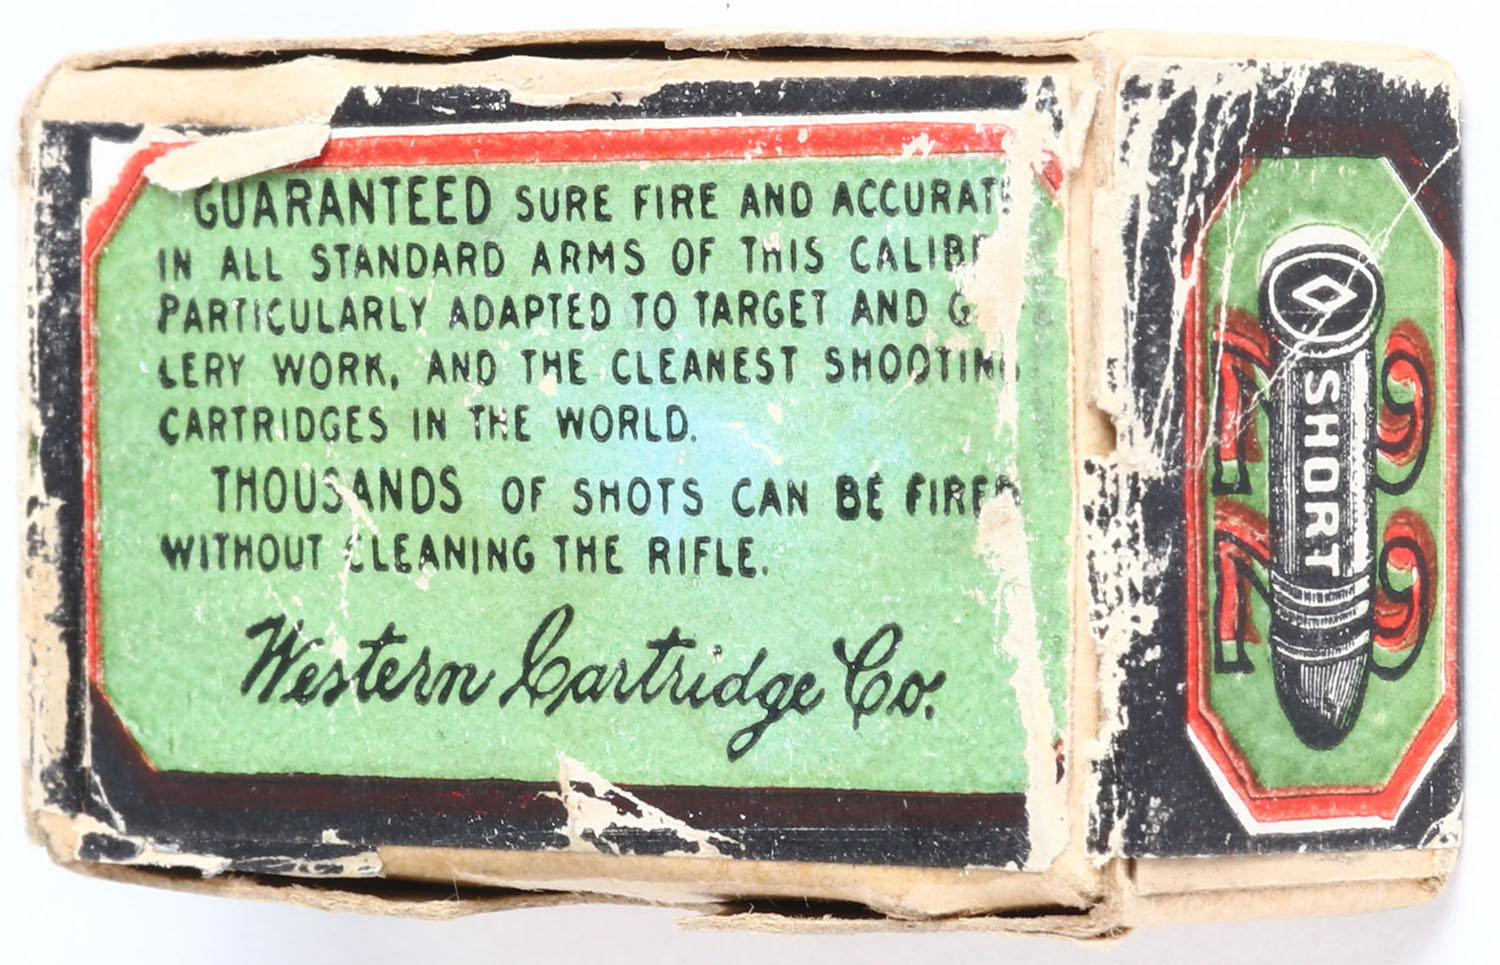 GUARANTEED SURE FIRE AND ACCURATE
IN ALL STANDARD ARMS OF THIS CALIB
PARTICULARLY ADAPTED TO TARGET AND G
LERY WORK, AND THE CLEANEST SHOOTIN
CARTRIDGES IN THE WORLD.
THOUSANDS OF SHOTS CAN BE FIRED
WITHOUT CLEANING THE RIFLE.
Western Cartridge Co.
22
SHORT